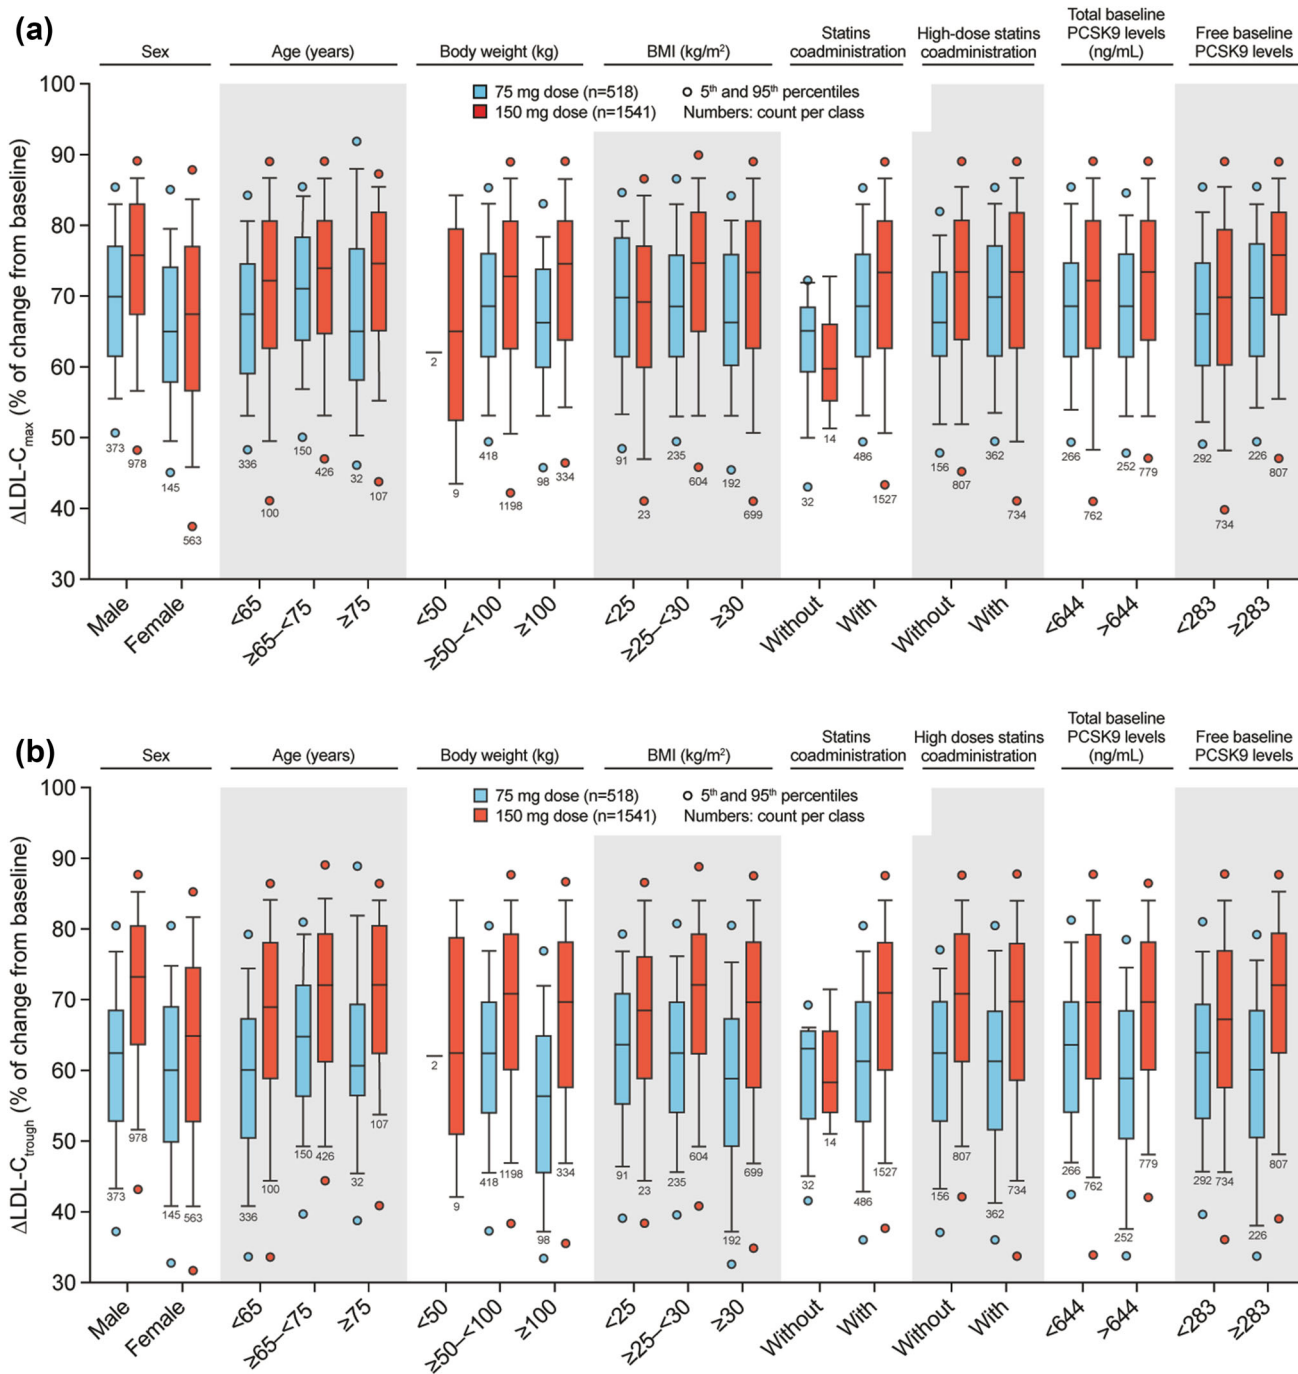 (a)
Sex
Age (years)
Body weight (kg)
BMI (kg/m²)
Statins
coadministration
High-dose statins
coadministration
Total baseline
PCSK9 levels
(ng/mL)
Free baseline
PCSK9 levels
75 mg dose (n=518)
150 mg dose (n=1541)
5th and 95th percentiles
Numbers: count per class
ΔLDL-Cmax (% of change from baseline)
100
90
80
70
60
50
40
30
373 978 145 563 336 100 150 426 32 107 2 9 418 1198 98 334 91 23 235 604 192 699 32 14 486 1527 156 807 362 734 266 762 252 779 292 734 226 807
Male Female <65 ≥65–<75 ≥75 <50 ≥50–<100 ≥100 <25 ≥25–<30 ≥30 Without With Without With <644 >644 <283 ≥283
(b)
Sex
Age (years)
Body weight (kg)
BMI (kg/m²)
Statins
coadministration
High doses statins
coadministration
Total baseline
PCSK9 levels
(ng/mL)
Free baseline
PCSK9 levels
75 mg dose (n=518)
150 mg dose (n=1541)
5th and 95th percentiles
Numbers: count per class
ΔLDL-Ctrough (% of change from baseline)
100
90
80
70
60
50
40
30
373 978 145 563 336 100 150 426 32 107 2 9 418 1198 98 334 91 23 235 604 192 699 32 14 486 1527 156 807 362 734 266 762 252 779 292 734 226 807
Male Female <65 ≥65–<75 ≥75 <50 ≥50–<100 ≥100 <25 ≥25–<30 ≥30 Without With Without With <644 >644 <283 ≥283